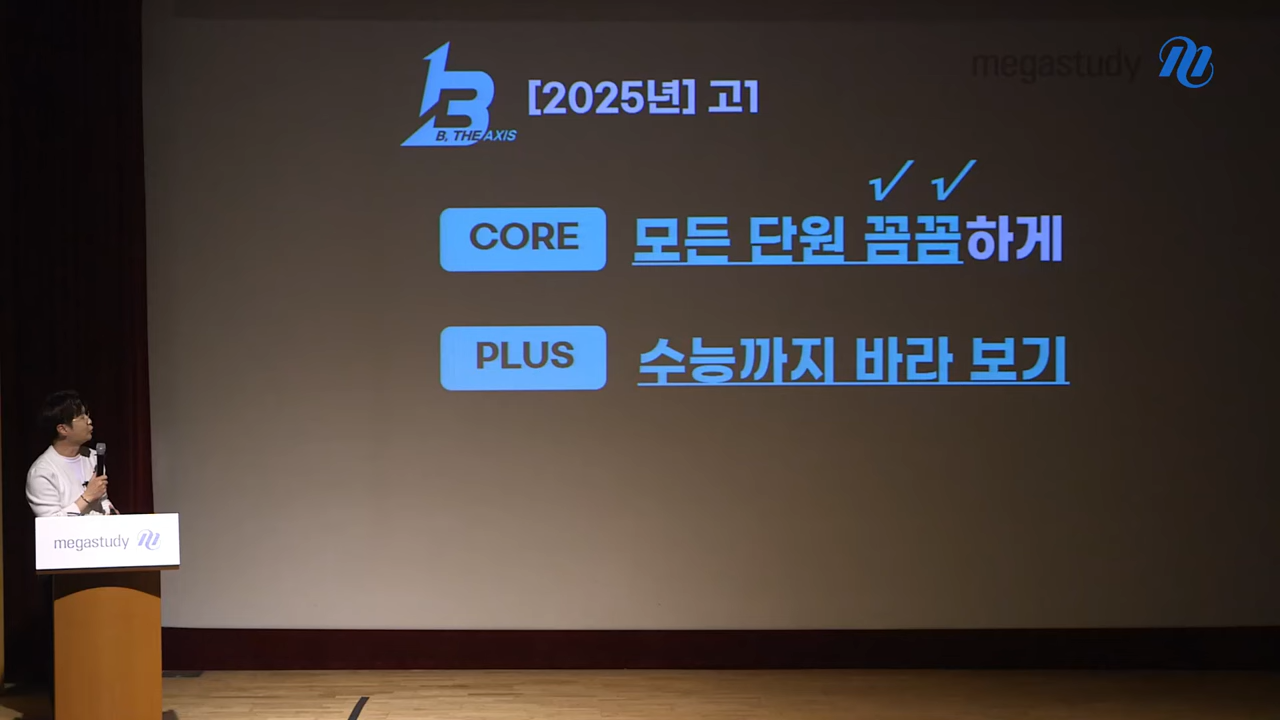 megastudy
B, THE AXIS
[2025년] 고1
CORE 모든 단원 꼼꼼하게
PLUS 수능까지 바라 보기
megastudy